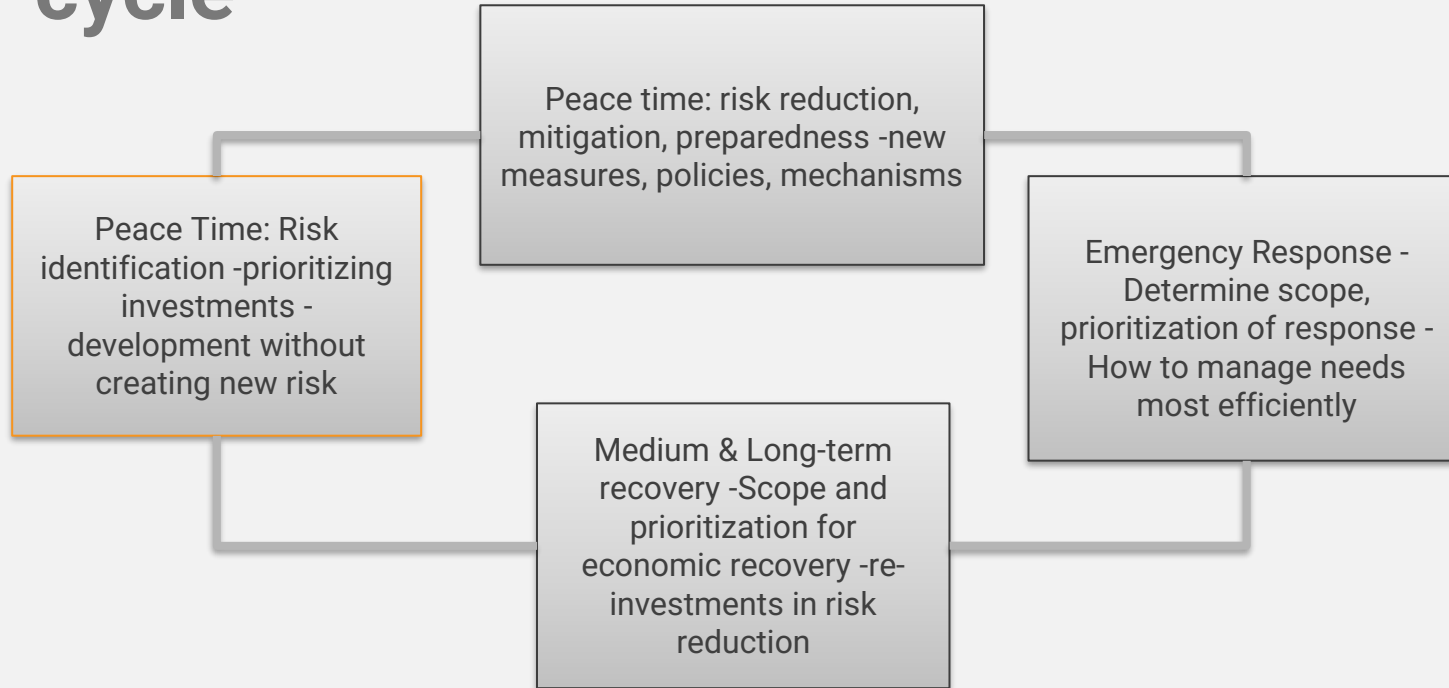 cycle
Peace time: risk reduction,
mitigation, preparedness -new
measures, policies, mechanisms
Peace Time: Risk
identification -prioritizing
investments -
development without
creating new risk
Emergency Response -
Determine scope,
prioritization of response -
How to manage needs
most efficiently
Medium & Long-term
recovery -Scope and
prioritization for
economic recovery -re-
investments in risk
reduction